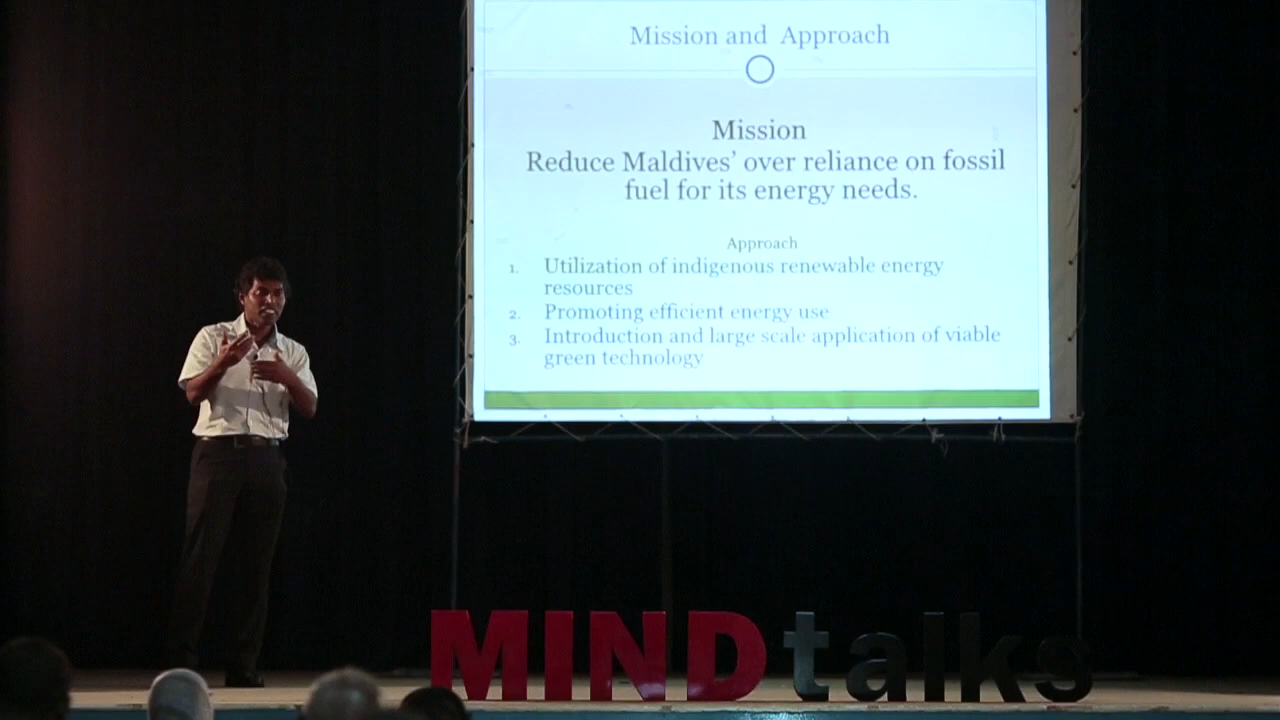 Mission and Approach
Mission
Reduce Maldives’ over reliance on fossil
fuel for its energy needs.
Approach
1. Utilization of indigenous renewable energy
resources
2. Promoting efficient energy use
3. Introduction and large scale application of viable
green technology
MIND talks